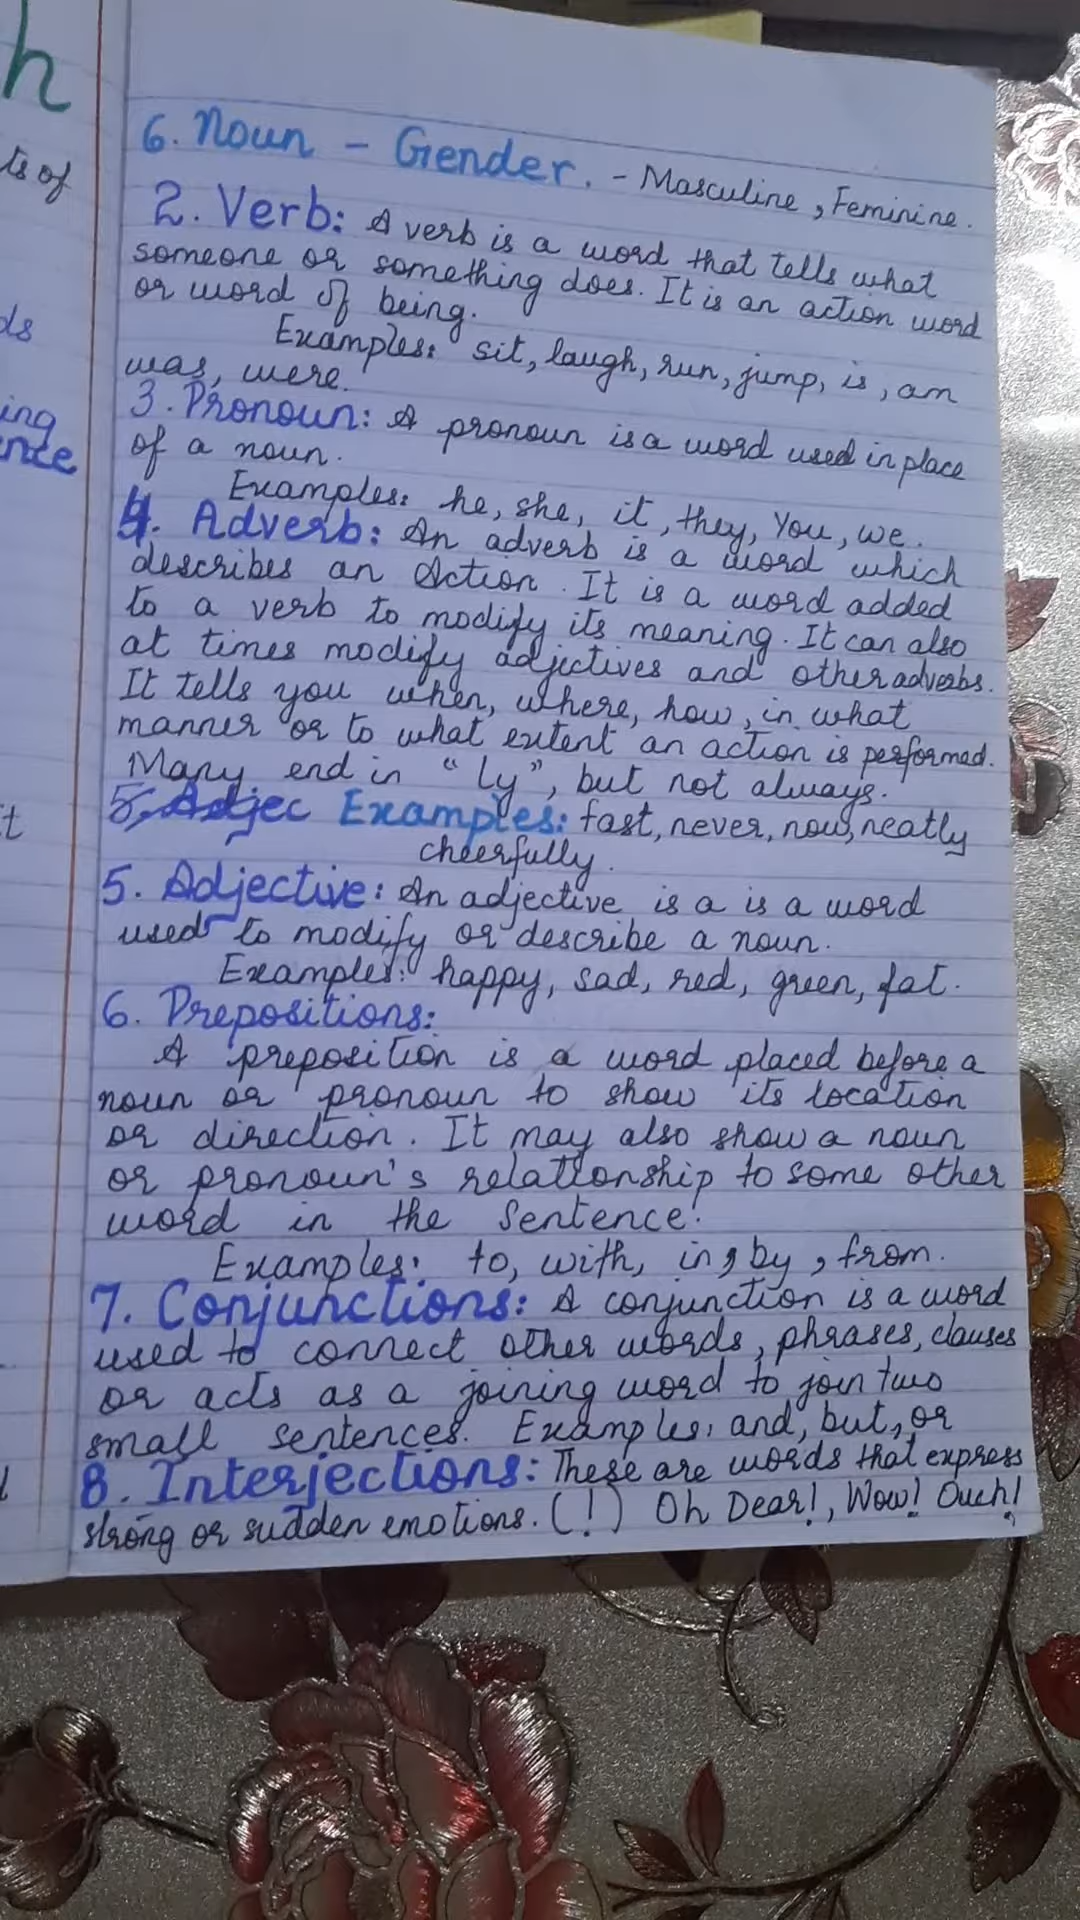 h
ts of
ds
ing
ence
t
6. Noun - Gender. - Masculine, Feminine.
2. Verb: A verb is a word that tells what
someone or something does. It is an action word
or word of being.
Examples: sit, laugh, run, jump, is, am
was, were.
3. Pronoun: A pronoun is a word used in place
of a noun.
Examples: he, she, it, they, You, we.
4. Adverb: An adverb is a word which
describes an Action. It is a word added
to a verb to modify its meaning. It can also
at times modify adjectives and other adverbs.
It tells you when, where, how, in what
manner or to what extent an action is performed.
Many end in "ly", but not always.
5, Adjec Examples: fast, never, now, neatly
cheerfully.
5. Adjective: An adjective is a is a word
used to modify or describe a noun.
Examples: happy, sad, red, green, fat.
6. Prepositions:
A preposition is a word placed before a
noun or pronoun to show its location
or direction. It may also show a noun
or pronoun's relationship to some other
word in the Sentence.
Examples: to, with, in, by, from.
7. Conjunctions: A conjunction is a word
used to connect other words, phrases, clauses
or acts as a joining word to join two
small sentences. Examples: and, but, or
8. Interjections: These are words that express
strong or sudden emotions. (!) Oh Dear!, Wow! Ouch!